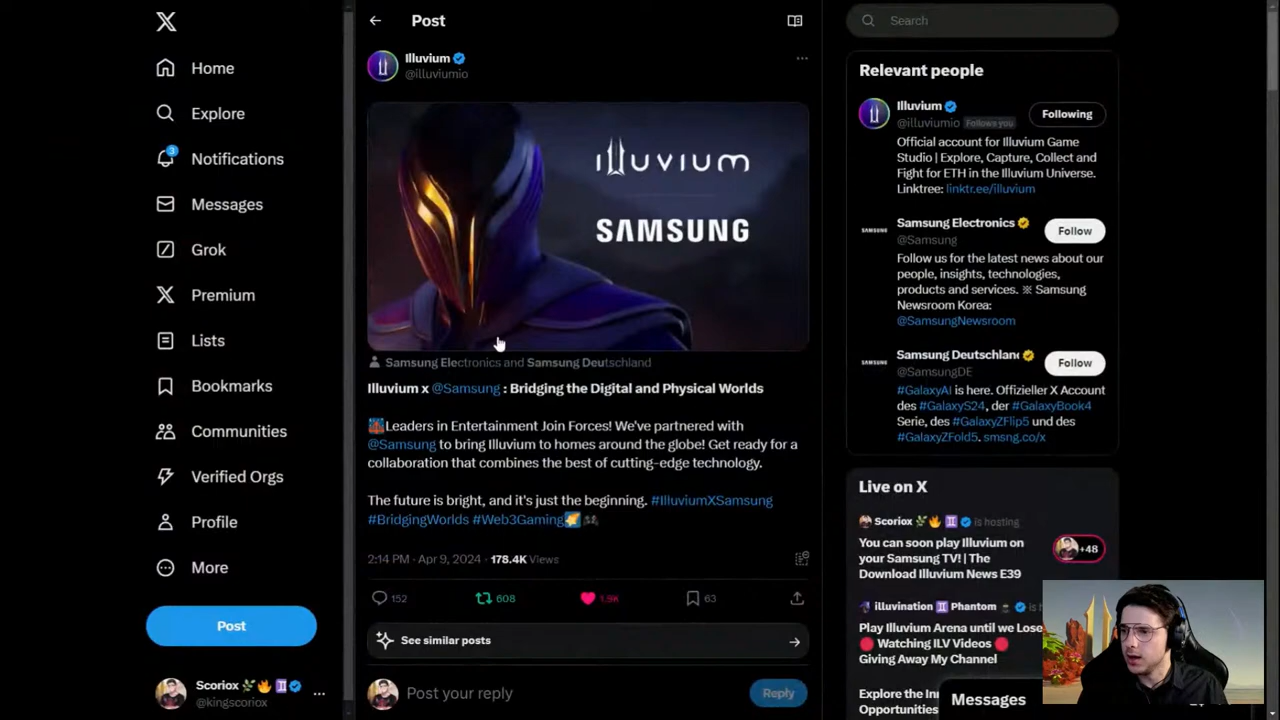 Home
Explore
3
Notifications
Messages
Grok
Premium
Lists
Bookmarks
Communities
Verified Orgs
Profile
More
Post
Scoriox
@kingscoriox
Post
Illuvium
@illuviumio
ILLUVIUM
SAMSUNG
Samsung Electronics and Samsung Deutschland
Illuvium x @Samsung : Bridging the Digital and Physical Worlds
Leaders in Entertainment Join Forces! We've partnered with
@Samsung to bring Illuvium to homes around the globe! Get ready for a
collaboration that combines the best of cutting-edge technology.
The future is bright, and it's just the beginning. #IlluviumXSamsung
#BridgingWorlds #Web3Gaming
2:14 PM · Apr 9, 2024 · 178.4K Views
152
608
1.9K
63
See similar posts
Post your reply
Reply
Search
Relevant people
Illuvium
@illuviumio Follows you
Following
Official account for Illuvium Game
Studio | Explore, Capture, Collect and
Fight for ETH in the Illuvium Universe.
Linktree: linktr.ee/illuvium
SAMSUNG
Samsung Electronics
@Samsung
Follow
Follow us for the latest news about our
people, insights, technologies,
products and services. ※ Samsung
Newsroom Korea:
@SamsungNewsroom
SAMSUNG
Samsung Deutschland
@SamsungDE
Follow
#GalaxyAI is here. Offizieller X Account
des #GalaxyS24, der #GalaxyBook4
Serie, des #GalaxyZFlip5 und des
#GalaxyZFold5. smsng.co/x
Live on X
Scoriox is hosting
You can soon play Illuvium on
your Samsung TV! | The
Download Illuvium News E39
+48
illuvination Phantom is h
Play Illuvium Arena until we Lose
Watching ILV Videos
Giving Away My Channel
Explore the In
Opportunities
Messages